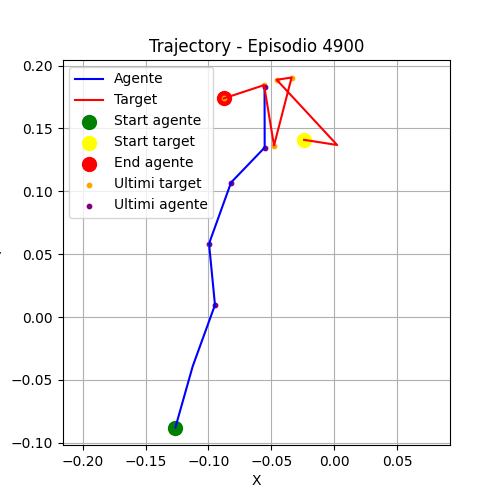 Trajectory - Episodio 4900
Agente
Target
Start agente
Start target
End agente
Ultimi target
Ultimi agente
0.20
0.15
0.10
0.05
0.00
−0.05
−0.10
−0.20
−0.15
−0.10
−0.05
0.00
0.05
X